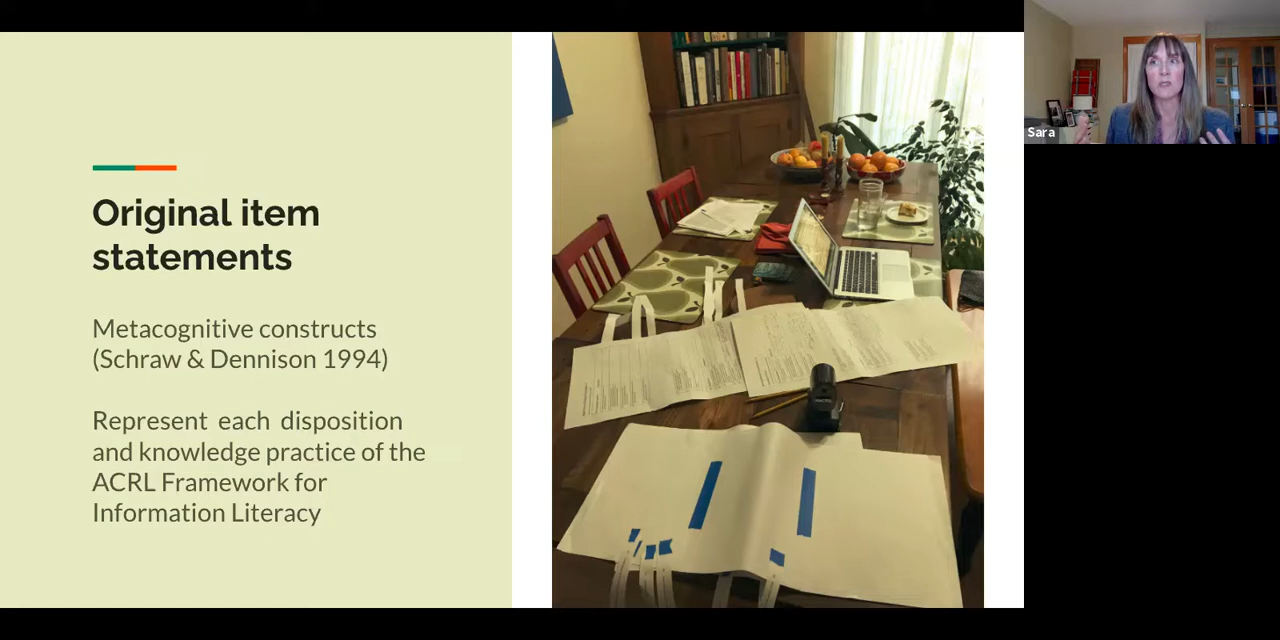 Original item
statements
Metacognitive constructs
(Schraw & Dennison 1994)
Represent each disposition
and knowledge practice of the
ACRL Framework for
Information Literacy
Sara